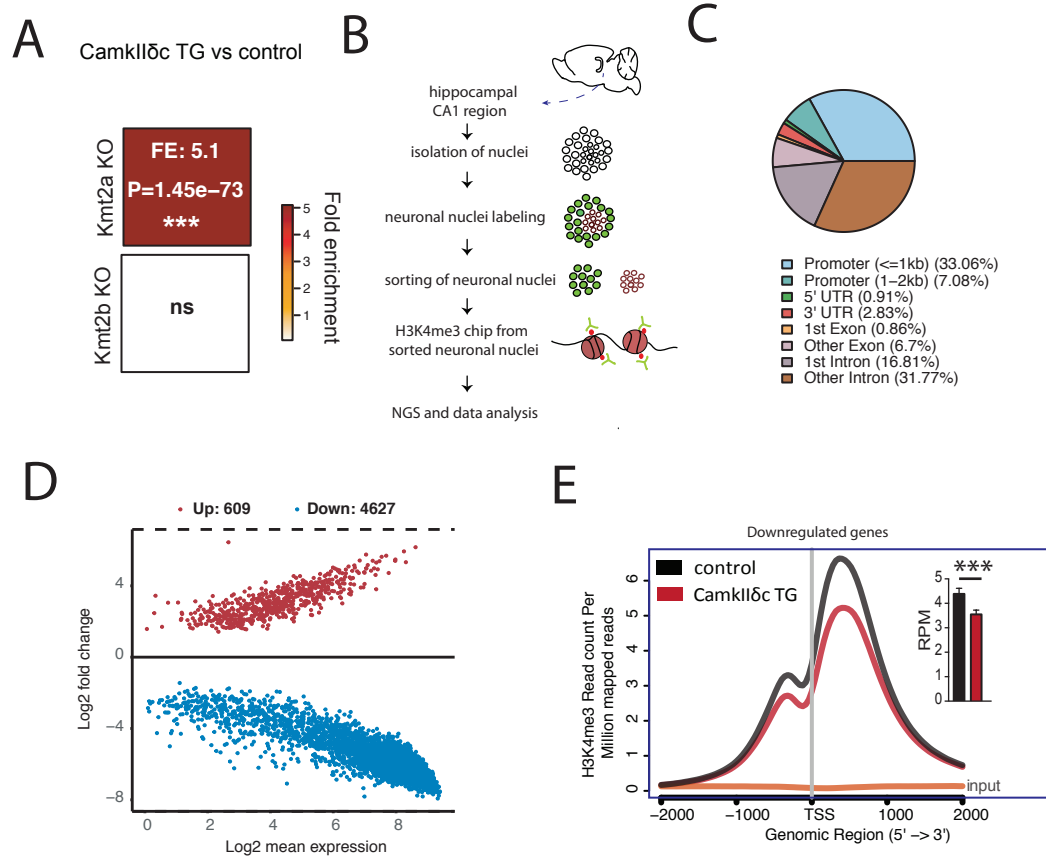 A
CamkIIδc TG vs control
Kmt2a KO
FE: 5.1
P=1.45e−73
***
Kmt2b KO
ns
5
4
3
2
1
Fold enrichment
B
hippocampal
CA1 region
isolation of nuclei
neuronal nuclei labeling
sorting of neuronal nuclei
H3K4me3 chip from
sorted neuronal nuclei
NGS and data analysis
C
Promoter (<=1kb) (33.06%)
Promoter (1−2kb) (7.08%)
5' UTR (0.91%)
3' UTR (2.83%)
1st Exon (0.86%)
Other Exon (6.7%)
1st Intron (16.81%)
Other Intron (31.77%)
D
Up: 609
Down: 4627
Log2 fold change
4
0
−4
−8
0 2 4 6 8
Log2 mean expression
E
Downregulated genes
control
CamkIIδc TG
H3K4me3 Read count Per
Million mapped reads
6
5
4
3
2
1
0
***
RPM
5
4
3
2
1
0
input
−2000 −1000 TSS 1000 2000
Genomic Region (5' −> 3')